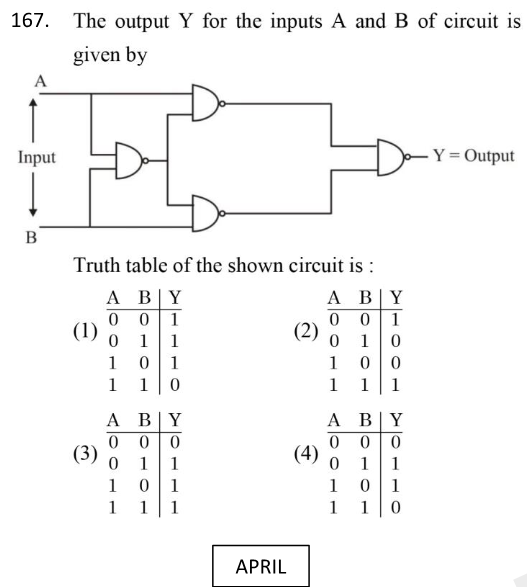 167. The output Y for the inputs A and B of circuit is
given by
A
Input
Y = Output
B
Truth table of the shown circuit is :
(1)
A B Y
0 0 1
0 1 1
1 0 1
1 1 0
(2)
A B Y
0 0 1
0 1 0
1 0 0
1 1 1
(3)
A B Y
0 0 0
0 1 1
1 0 1
1 1 1
(4)
A B Y
0 0 0
0 1 1
1 0 1
1 1 0
APRIL